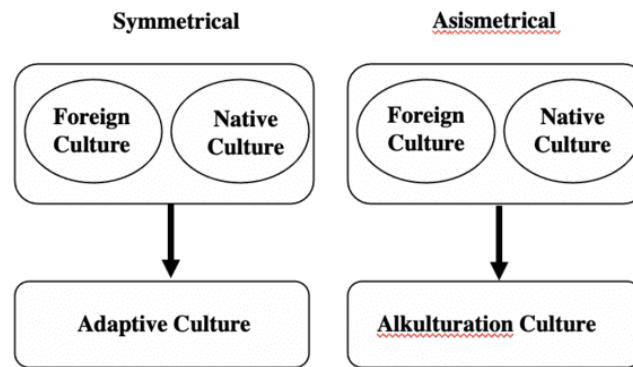 Symmetrical
Asismetrical
Foreign
Culture
Native
Culture
Foreign
Culture
Native
Culture
Adaptive Culture
Alkulturation Culture